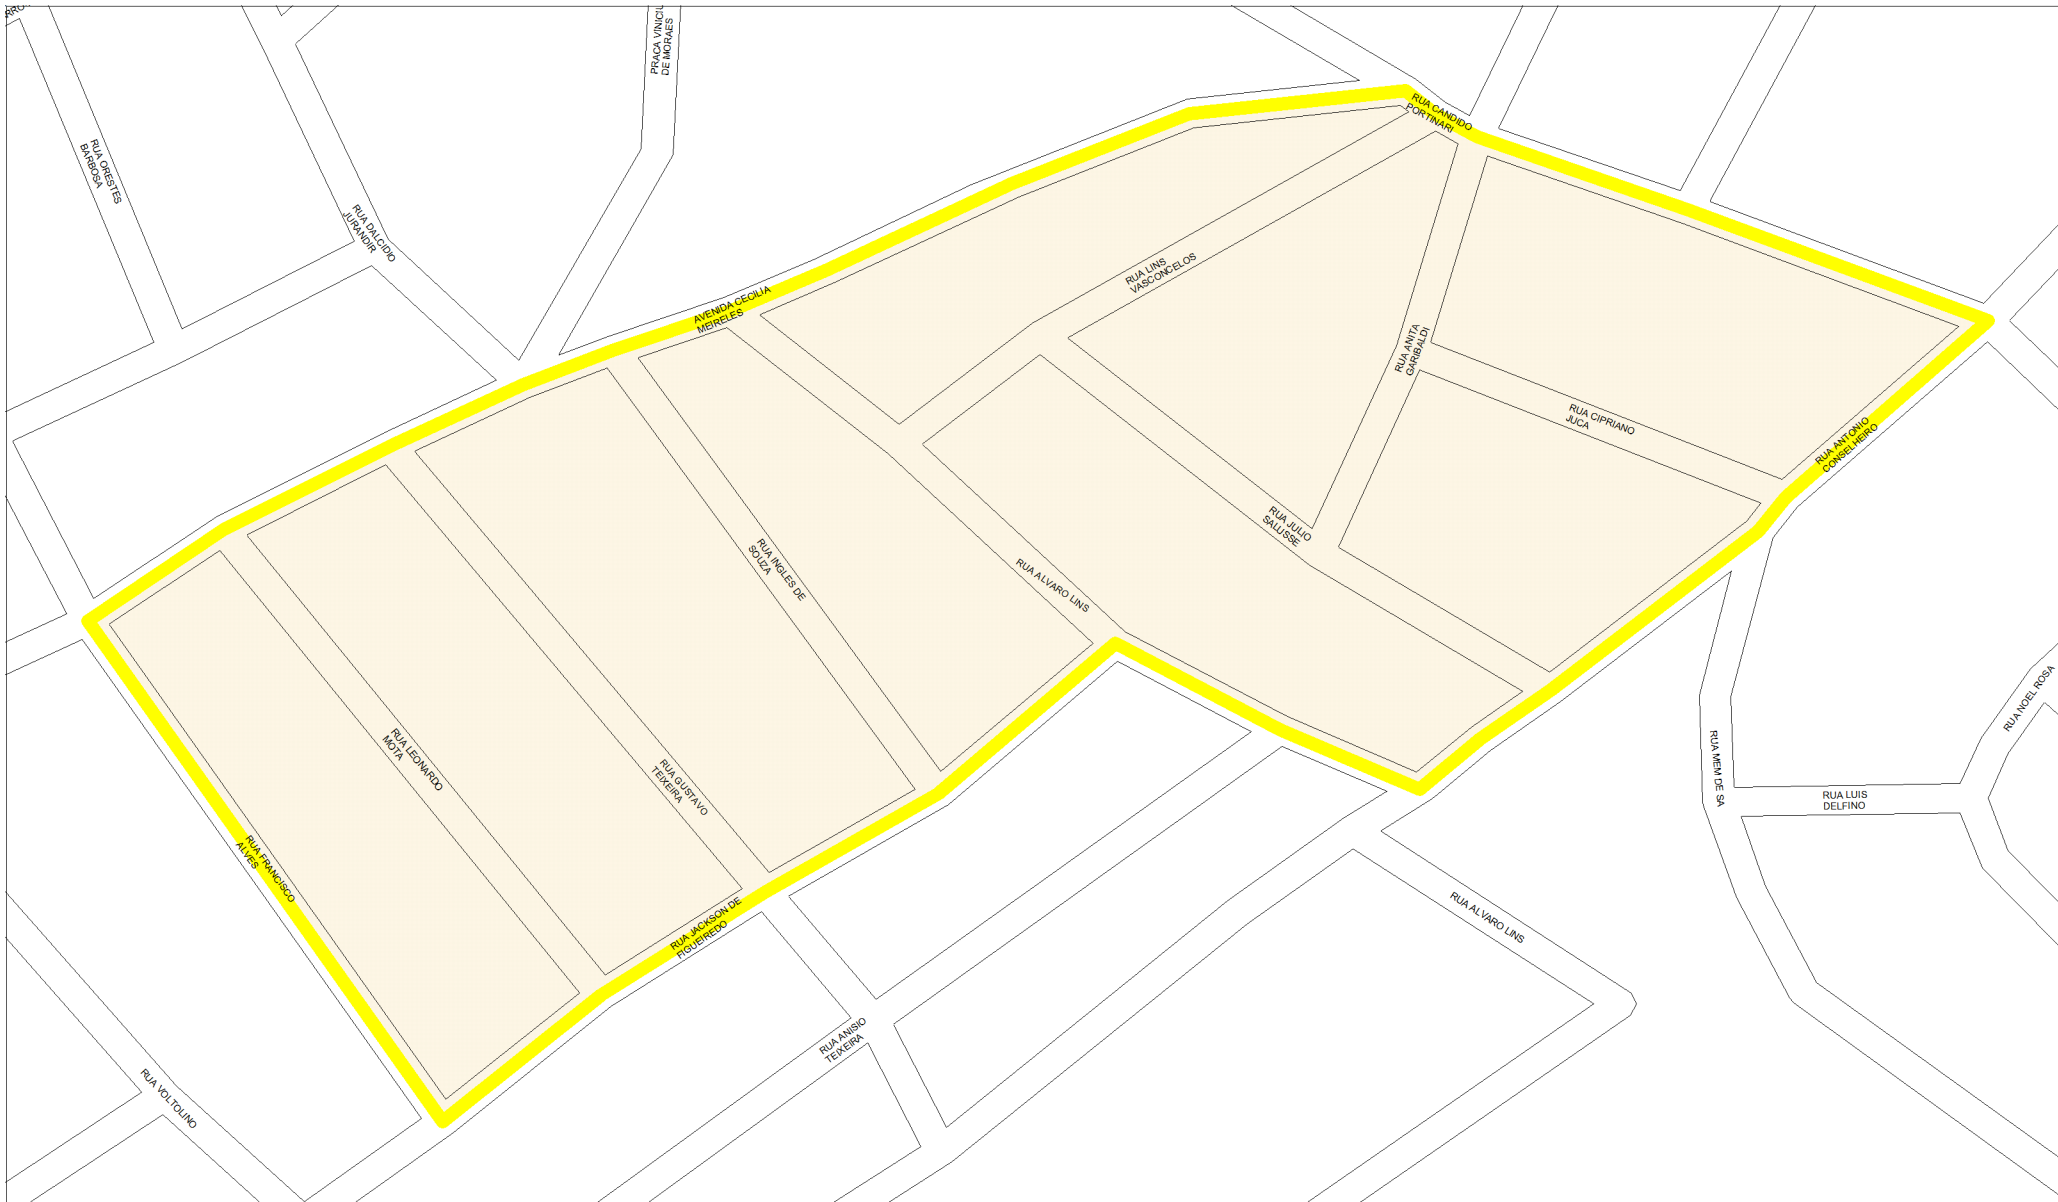 PRACA VINICIU
DE MORAES
RUA CANDIDO
PORTINARI
RUA ORESTES
BARBOSA
RUA DALCIDIO
JURANDIR
RUA LINS
VASCONCELOS
AVENIDA CECILIA
MEIRELES
RUA ANITA
GARIBALDI
RUA CIPRIANO
JUCA
RUA ANTONIO
CONSELHEIRO
RUA JULIO
SALUSSE
RUA INGLES DE
SOUZA
RUA ALVARO LINS
RUA NOEL ROSA
RUA LEONARDO
MOTA
RUA GUSTAVO
TEIXEIRA
RUA MEM DE SA
RUA LUIS
DELFINO
RUA FRANCISCO
ALVES
RUA JACKSON DE
FIGUEIREDO
RUA ALVARO LINS
RUA ANISIO
TEIXEIRA
RUA VOLTOLINO